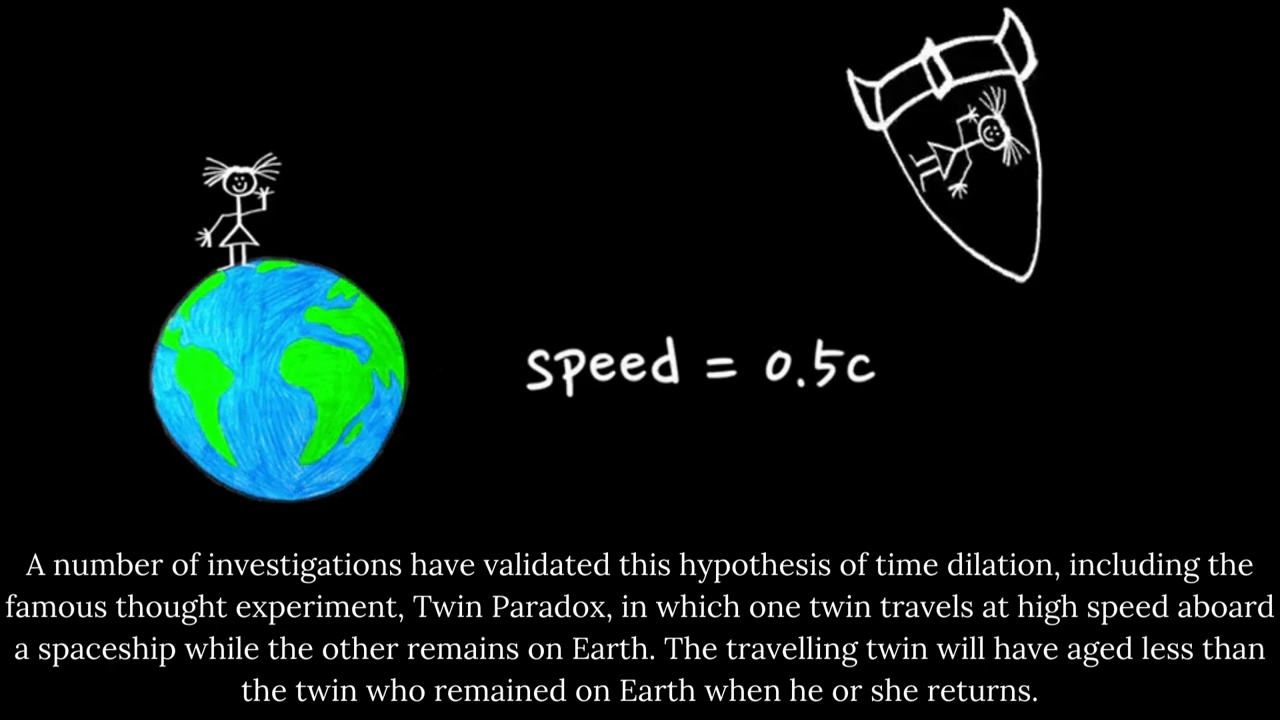 speed = 0.5c
A number of investigations have validated this hypothesis of time dilation, including the
famous thought experiment, Twin Paradox, in which one twin travels at high speed aboard
a spaceship while the other remains on Earth. The travelling twin will have aged less than
the twin who remained on Earth when he or she returns.